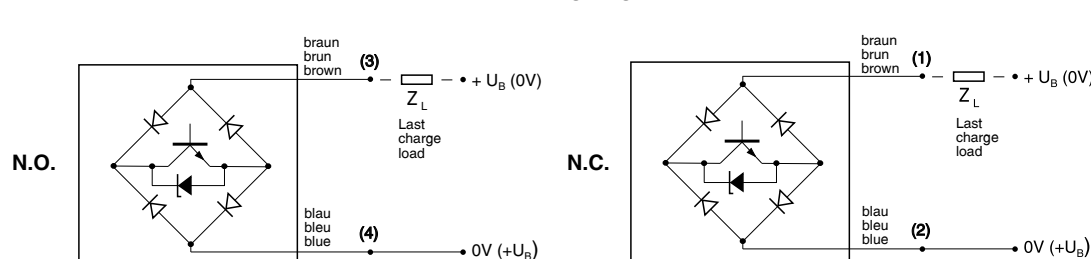 N.O.
braun
brun
brown
(3)
+ U_B (0V)
Z_L
Last
charge
load
blau
bleu
blue
(4)
0V (+U_B)
N.C.
braun
brun
brown
(1)
+ U_B (0V)
Z_L
Last
charge
load
blau
bleu
blue
(2)
0V (+U_B)